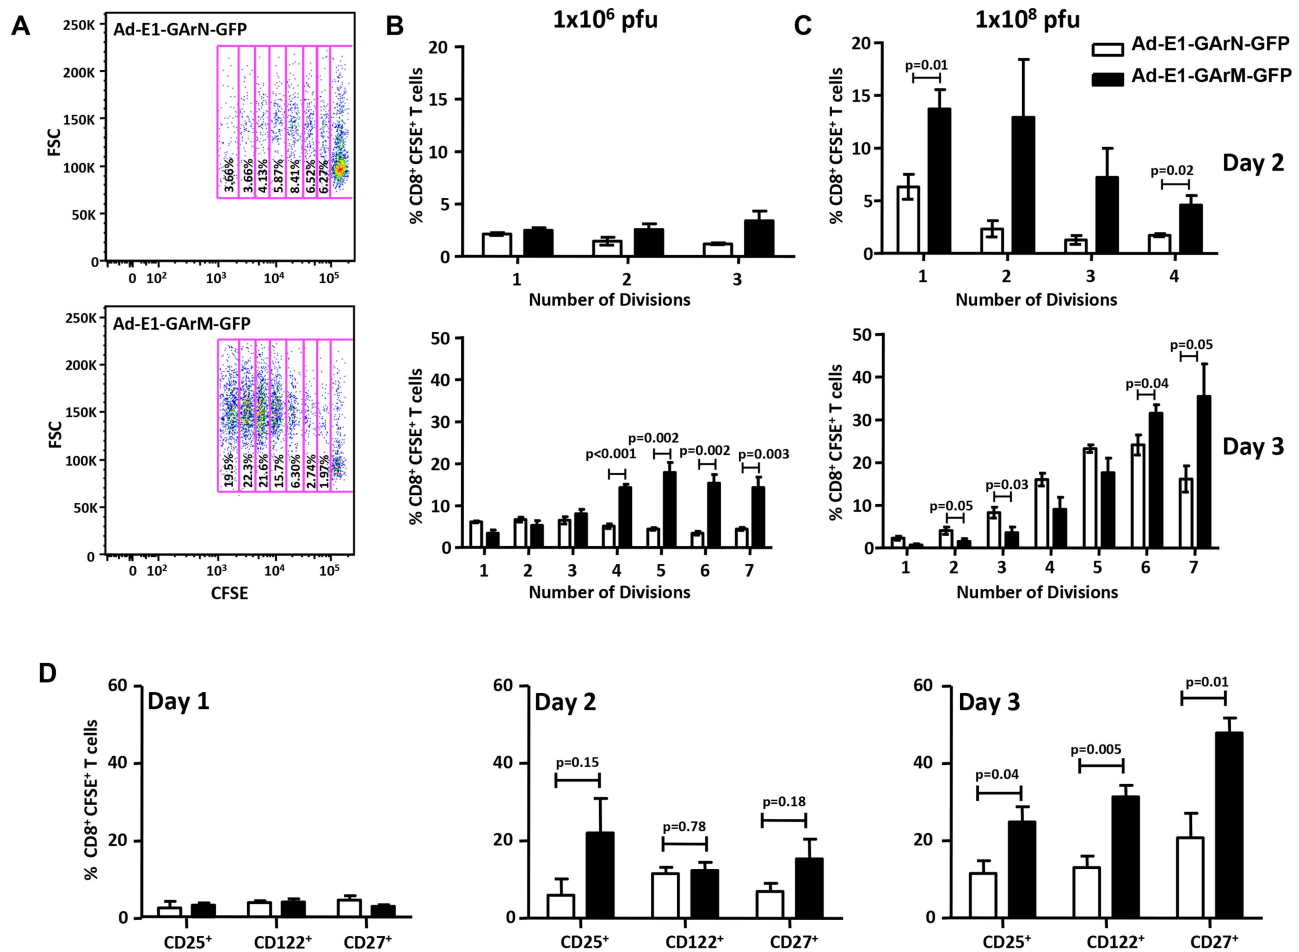 A
Ad-E1-GArN-GFP
250K
200K
150K
100K
50K
0
FSC
3.66%
3.66%
4.13%
5.87%
8.41%
6.52%
6.27%
0 10² 10³ 10⁴ 10⁵
Ad-E1-GArM-GFP
250K
200K
150K
100K
50K
0
FSC
19.5%
22.3%
21.6%
15.7%
6.30%
2.74%
1.97%
0 10² 10³ 10⁴ 10⁵
CFSE
B
1x10⁶ pfu
% CD8⁺ CFSE⁺ T cells
20
15
10
5
0
1 2 3
Number of Divisions
% CD8⁺ CFSE⁺ T cells
50
40
30
20
10
0
p<0.001
p=0.002
p=0.002
p=0.003
1 2 3 4 5 6 7
Number of Divisions
C
1x10⁸ pfu
Ad-E1-GArN-GFP
Ad-E1-GArM-GFP
% CD8⁺ CFSE⁺ T cells
20
15
10
5
0
p=0.01
p=0.02
Day 2
1 2 3 4
Number of Divisions
% CD8⁺ CFSE⁺ T cells
50
40
30
20
10
0
p=0.05
p=0.03
p=0.04
p=0.05
Day 3
1 2 3 4 5 6 7
Number of Divisions
D
Day 1
% CD8⁺ CFSE⁺ T cells
60
40
20
0
CD25⁺ CD122⁺ CD27⁺
Day 2
60
40
20
0
p=0.15
p=0.78
p=0.18
CD25⁺ CD122⁺ CD27⁺
Day 3
60
40
20
0
p=0.04
p=0.005
p=0.01
CD25⁺ CD122⁺ CD27⁺